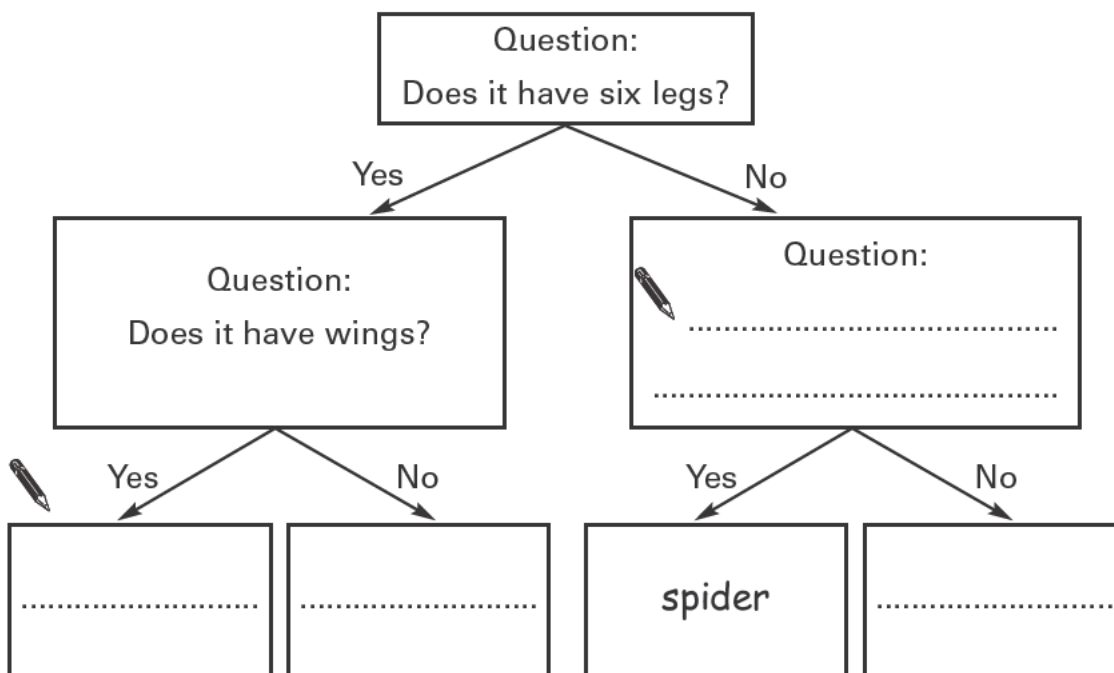 Question:
Does it have six legs?
Yes
No
Question:
Does it have wings?
Question:
Yes
No
Yes
No
spider